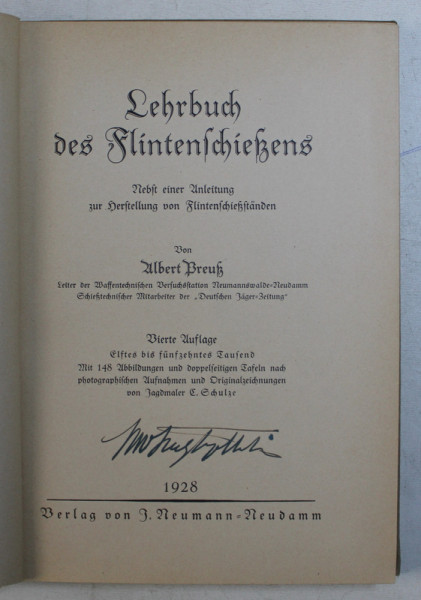 Lehrbuch
des Flintenschießens
Nebst einer Anleitung
zur Herstellung von Flintenschießständen
Von
Albert Preuß
Leiter der Waffentechnischen Versuchsstation Neumannswalde-Neudamm
Schießtechnischer Mitarbeiter der „Deutschen Jäger-Zeitung“
Vierte Auflage
Elftes bis fünfzehntes Tausend
Mit 148 Abbildungen und doppelseitigen Tafeln nach
photographischen Aufnahmen und Originalzeichnungen
von Jagdmaler C. Schulze
1928
Verlag von J. Neumann-Neudamm